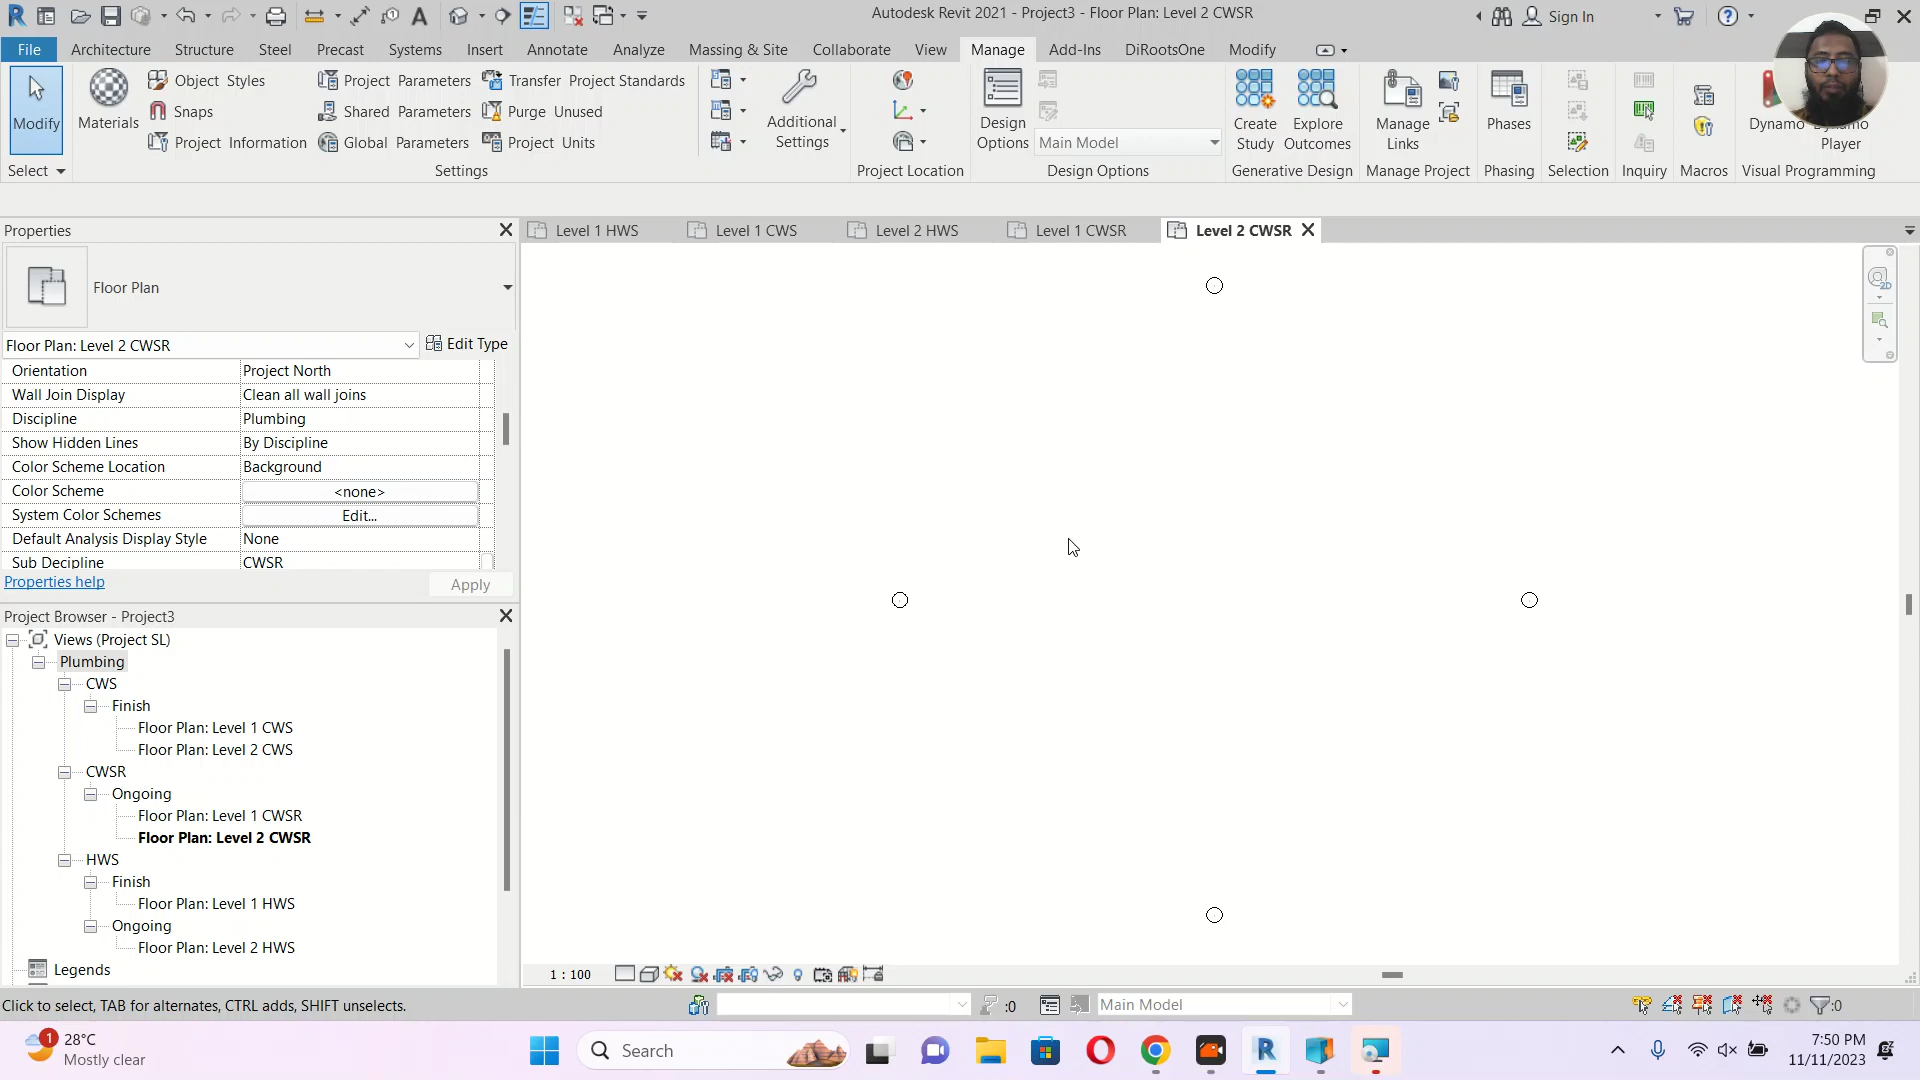 Autodesk Revit 2021 - Project3 - Floor Plan: Level 2 CWSR
Sign In
File Architecture Structure Steel Precast Systems Insert Annotate Analyze Massing & Site Collaborate View Manage Add-Ins DiRootsOne Modify
Modify
Materials
Object Styles
Snaps
Project Information
Project Parameters
Shared Parameters
Global Parameters
Transfer Project Standards
Purge Unused
Project Units
Additional Settings
Design Options
Main Model
Create Study
Explore Outcomes
Manage Links
Phases
Dynamo
Dynamo Player
Select
Settings
Project Location
Design Options
Generative Design
Manage Project
Phasing
Selection
Inquiry
Macros
Visual Programming
Properties
Level 1 HWS
Level 1 CWS
Level 2 HWS
Level 1 CWSR
Level 2 CWSR
Floor Plan
Floor Plan: Level 2 CWSR
Edit Type
Orientation Project North
Wall Join Display Clean all wall joins
Discipline Plumbing
Show Hidden Lines By Discipline
Color Scheme Location Background
Color Scheme <none>
System Color Schemes Edit...
Default Analysis Display Style None
Sub Decipline CWSR
Properties help
Apply
Project Browser - Project3
Views (Project SL)
Plumbing
CWS
Finish
Floor Plan: Level 1 CWS
Floor Plan: Level 2 CWS
CWSR
Ongoing
Floor Plan: Level 1 CWSR
Floor Plan: Level 2 CWSR
HWS
Finish
Floor Plan: Level 1 HWS
Ongoing
Floor Plan: Level 2 HWS
Legends
2D
1 : 100
Click to select, TAB for alternates, CTRL adds, SHIFT unselects.
:0
Main Model
:0
1
28°C
Mostly clear
Search
7:50 PM
11/11/2023